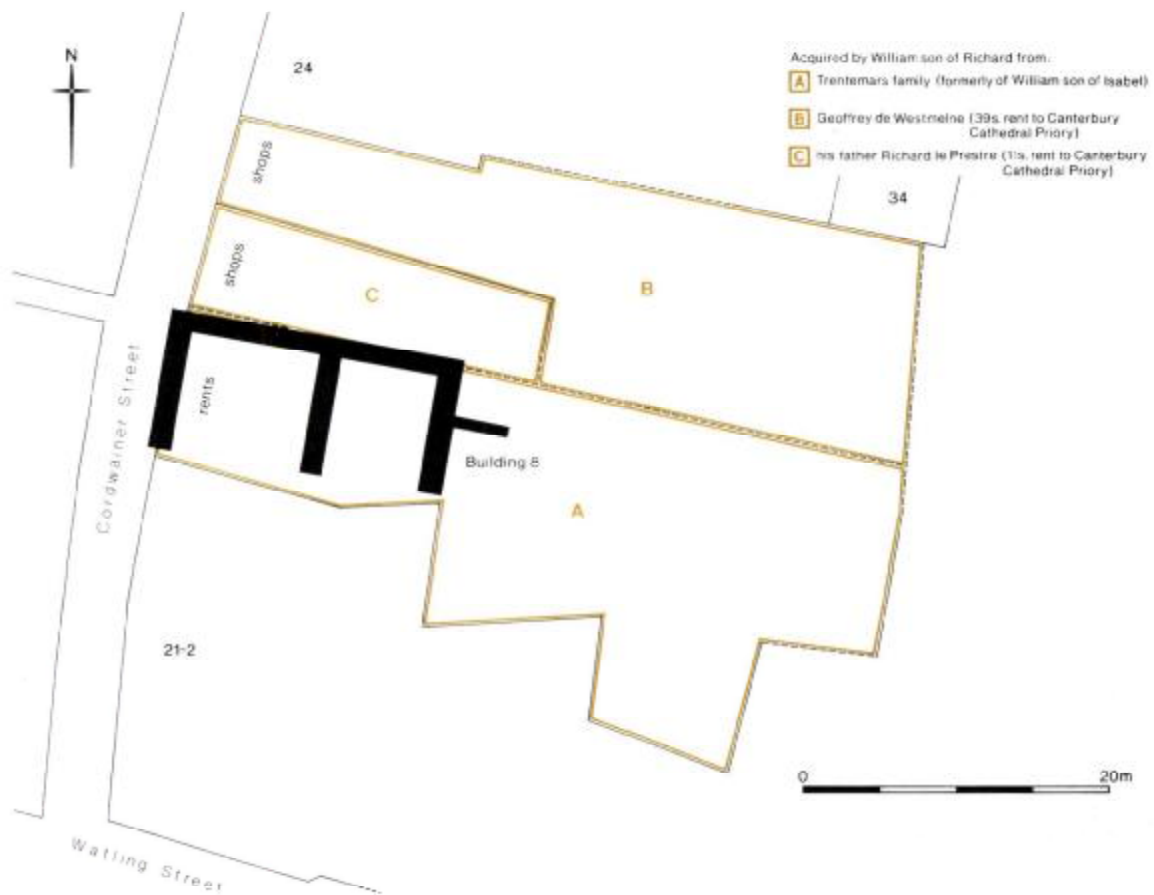 N
24
Acquired by William son of Richard from:
A Trentemars family (formerly of William son of Isabel)
B Geoffrey de Westmelne (39s. rent to Canterbury
Cathedral Priory)
C his father Richard le Prestre (11s. rent to Canterbury
Cathedral Priory)
34
shops
shops
B
C
rents
Cordwainer Street
Building 8
A
21-2
0 20m
Watling Street